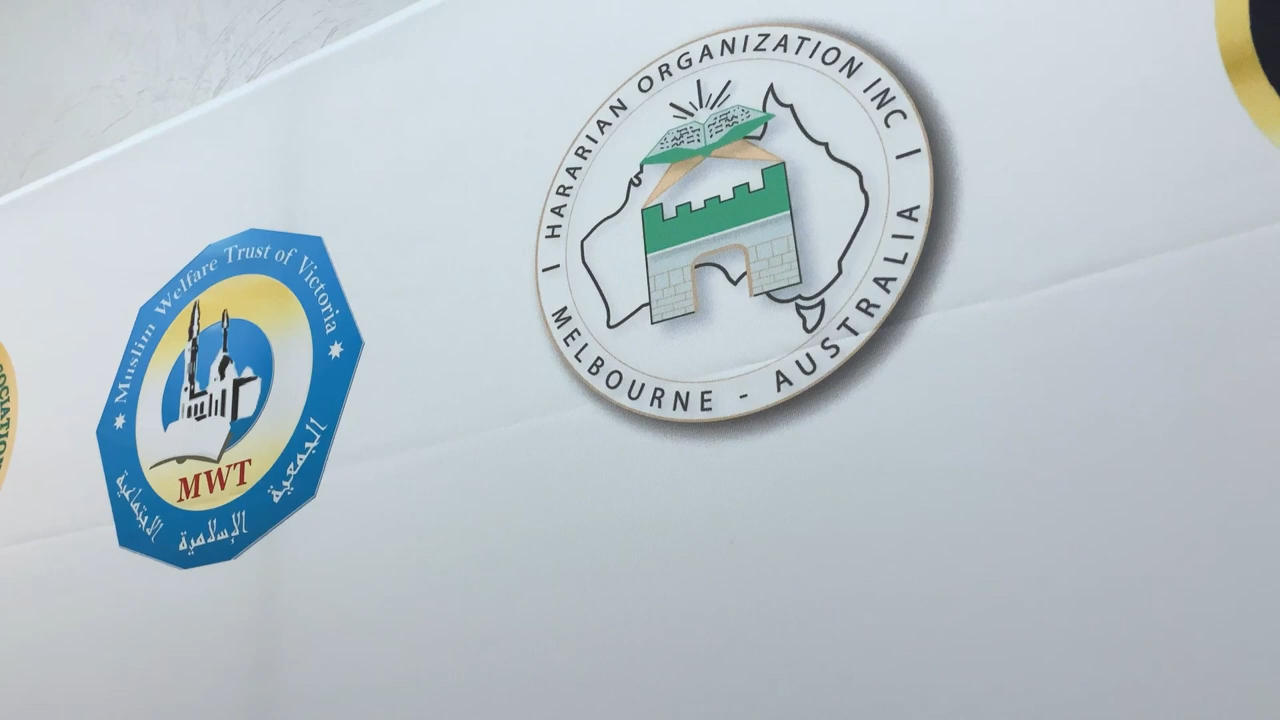 HARARIAN ORGANIZATION INC
MELBOURNE - AUSTRALIA
Muslim Welfare Trust of Victoria
MWT
الجمعية الإسلامية الاجتماعية